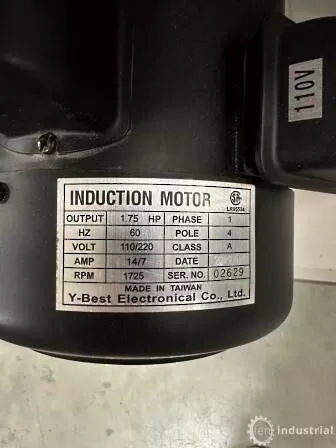 110V
INDUCTION MOTOR
OUTPUT 1.75 HP PHASE 1
HZ 60 POLE 4
VOLT 110/220 CLASS A
AMP 14/7 DATE
RPM 1725 SER. NO. 02629
MADE IN TAIWAN
Y-Best Electronical Co., Ltd.
industrial